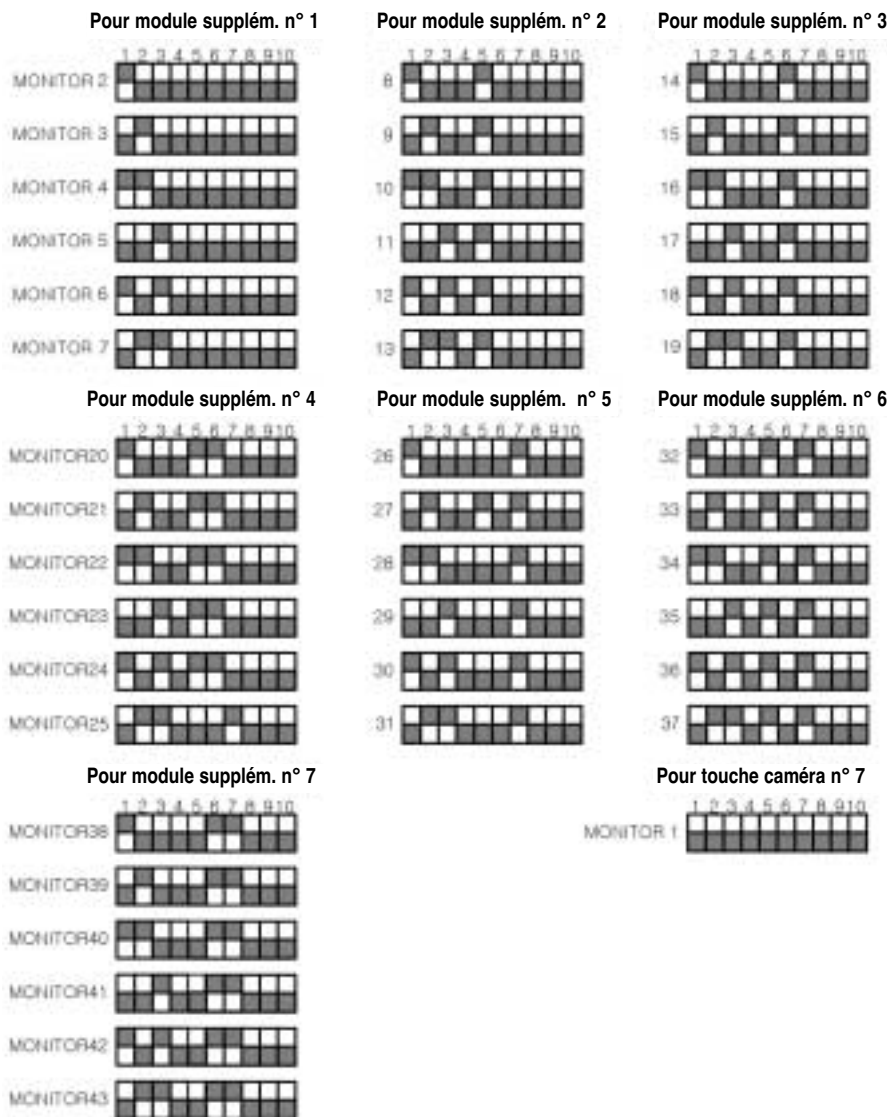 Pour module supplém. n° 1
Pour module supplém. n° 2
Pour module supplém. n° 3
1 2 3 4 5 6 7 8 9 10
1 2 3 4 5 6 7 8 9 10
1 2 3 4 5 6 7 8 9 10
MONITOR 2
8
14
MONITOR 3
9
15
MONITOR 4
10
16
MONITOR 5
11
17
MONITOR 6
12
18
MONITOR 7
13
19
Pour module supplém. n° 4
Pour module supplém. n° 5
Pour module supplém. n° 6
1 2 3 4 5 6 7 8 9 10
1 2 3 4 5 6 7 8 9 10
1 2 3 4 5 6 7 8 9 10
MONITOR20
26
32
MONITOR21
27
33
MONITOR22
28
34
MONITOR23
29
35
MONITOR24
30
36
MONITOR25
31
37
Pour module supplém. n° 7
Pour touche caméra n° 7
1 2 3 4 5 6 7 8 9 10
1 2 3 4 5 6 7 8 9 10
MONITOR38
MONITOR 1
MONITOR39
MONITOR40
MONITOR41
MONITOR42
MONITOR43